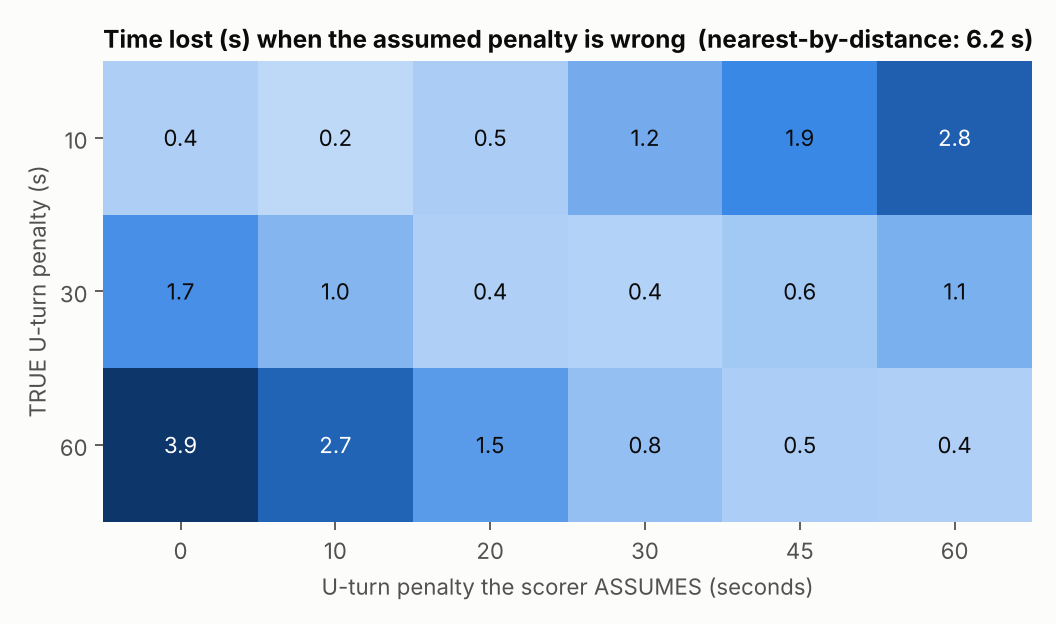 Time lost (s) when the assumed penalty is wrong (nearest-by-distance: 6.2 s)
TRUE U-turn penalty (s)
10 0.4 0.2 0.5 1.2 1.9 2.8
30 1.7 1.0 0.4 0.4 0.6 1.1
60 3.9 2.7 1.5 0.8 0.5 0.4
0 10 20 30 45 60
U-turn penalty the scorer ASSUMES (seconds)